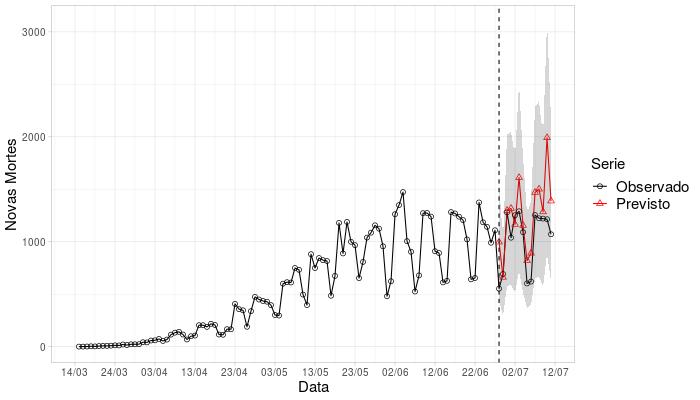 3000
2000
1000
0
Novas Mortes
14/03 24/03 03/04 13/04 23/04 03/05 13/05 23/05 02/06 12/06 22/06 02/07 12/07
Data
Serie
Observado
Previsto